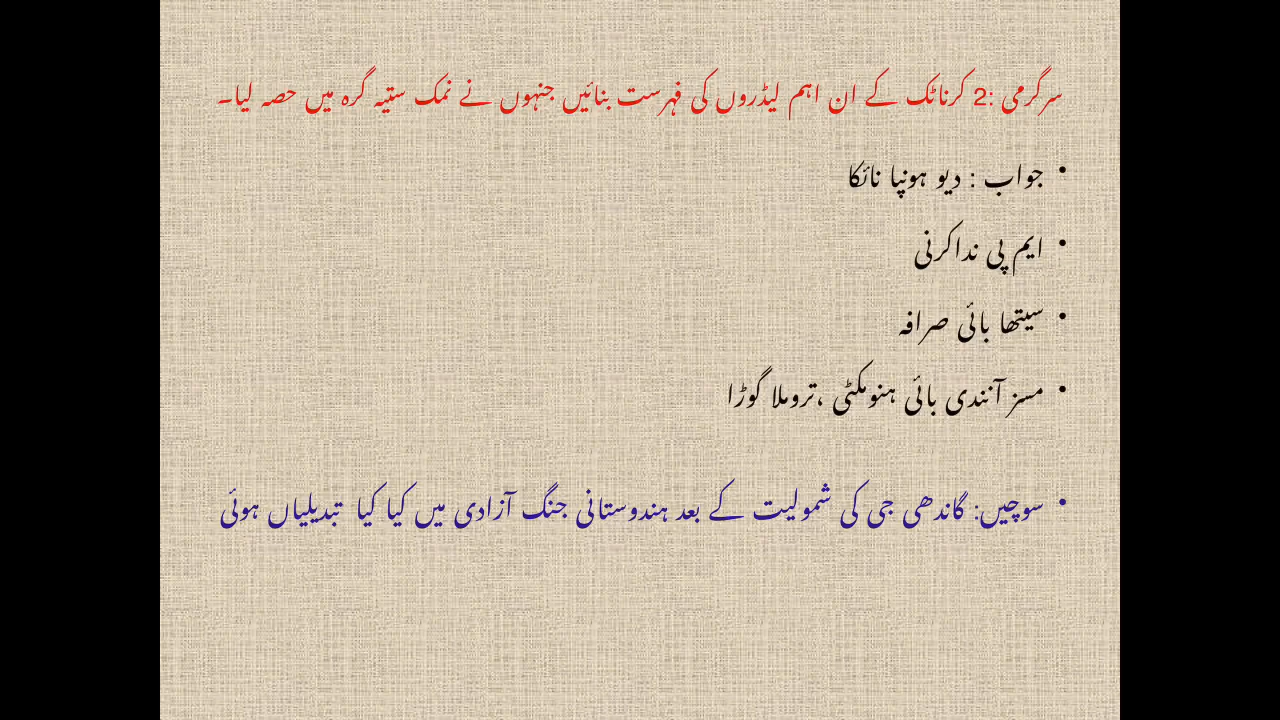 سرگرمی :2 کرناٹک کے ان اہم لیڈروں کی فہرست بنائیں جنہوں نے نمک ستیہ گرہ میں حصہ لیا۔
• جواب : دیو ہونپا نائکا
• ایم پی نداکرنی
• سیتھا بائی صرافہ
• مسز آنندی بائی ہنومکٹی ،تروملا گوڑا
• سوچیں: گاندھی جی کی شمولیت کے بعد ہندوستانی جنگ آزادی میں کیا کیا تبدیلیاں ہوئی